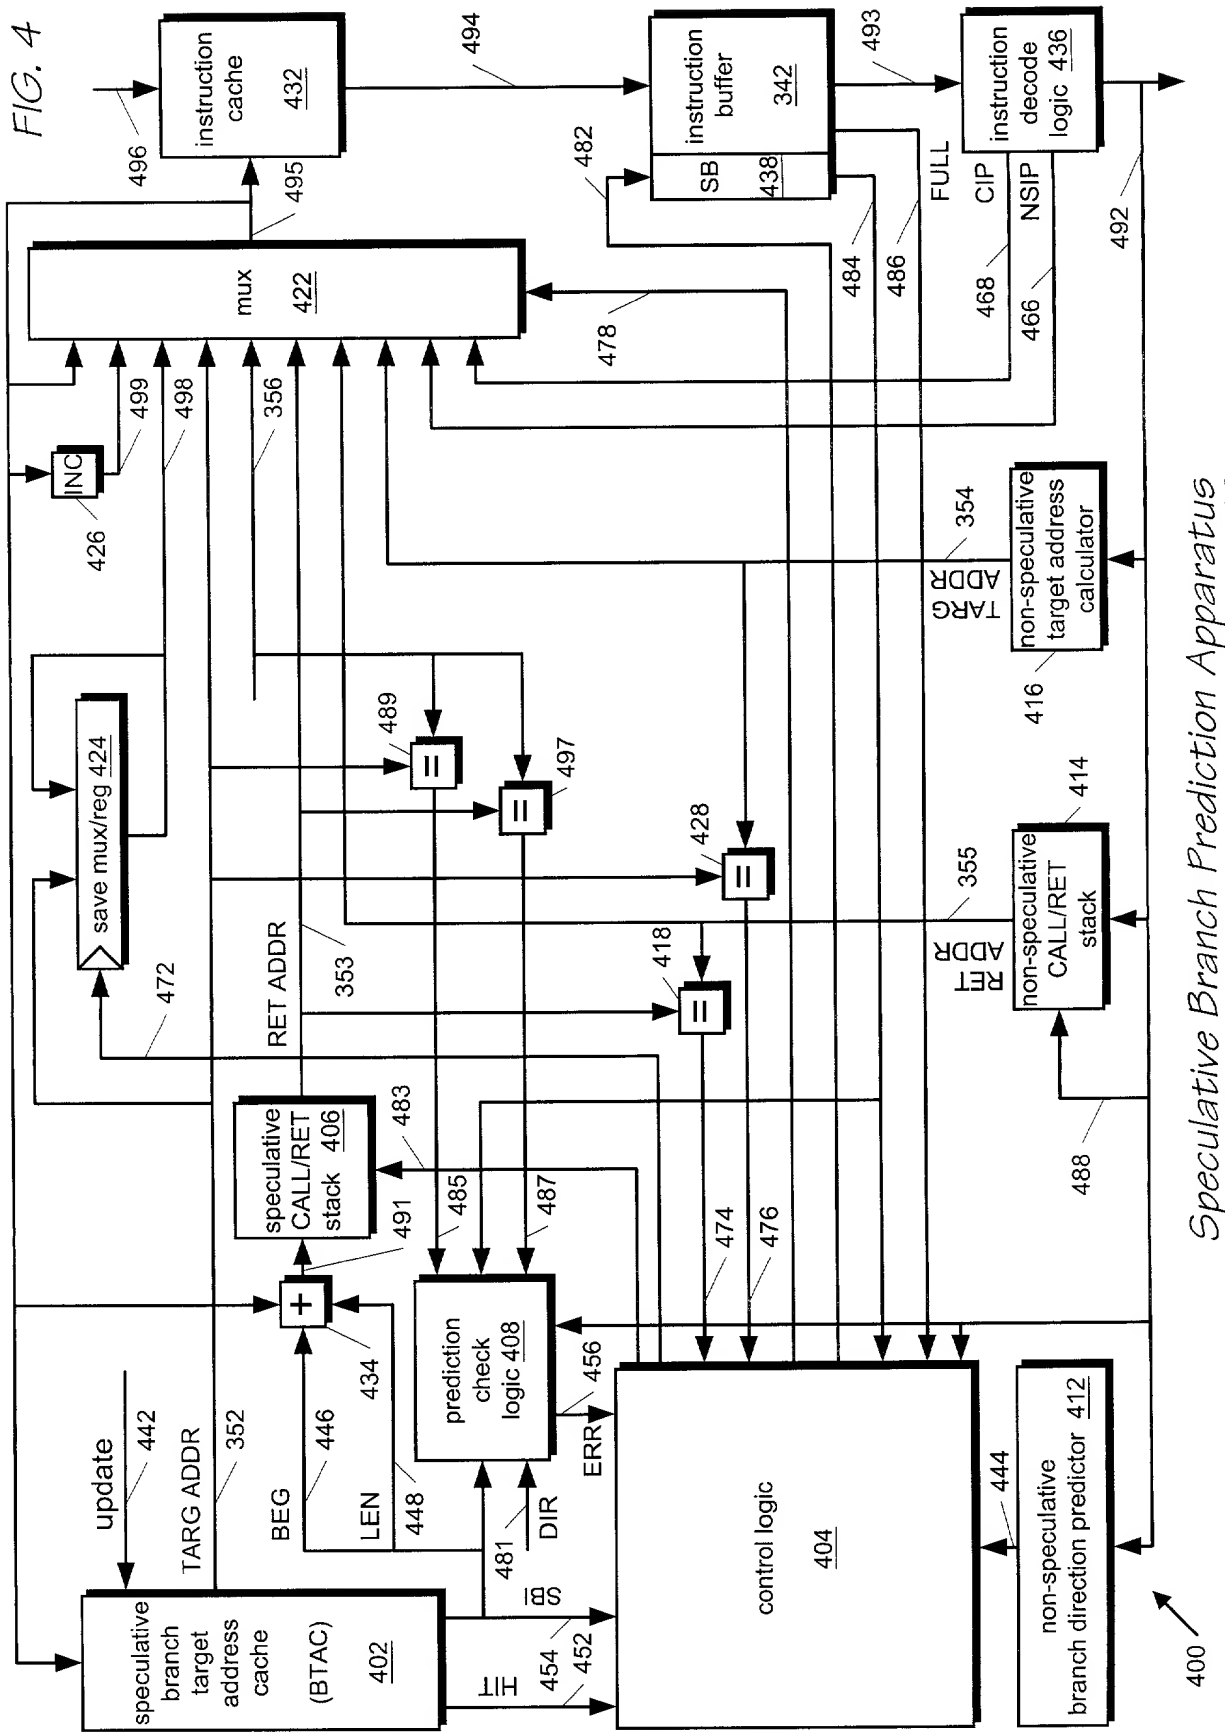 FIG. 4
496
instruction
cache
432
494
495
482
instruction
buffer
342
SB
438
493
instruction
decode
logic 436
FULL
CIP
NSIP
484
486
468
466
492
mux
422
478
INC
426
499
498
356
save mux/reg 424
472
489
497
428
418
RET ADDR
353
354
TARG
ADDR
non-speculative
target address
calculator
416
355
RET
ADDR
non-speculative
CALL/RET
stack
414
488
speculative
CALL/RET
stack 406
483
491
485
487
474
476
+
434
update
442
TARG ADDR
352
BEG
446
LEN
448
prediction
check
logic 408
456
ERR
481
DIR
SBI
454
452
HIT
speculative
branch
target
address
cache
(BTAC)
402
control logic
404
444
non-speculative
branch direction predictor 412
400
Speculative Branch Prediction Apparatus